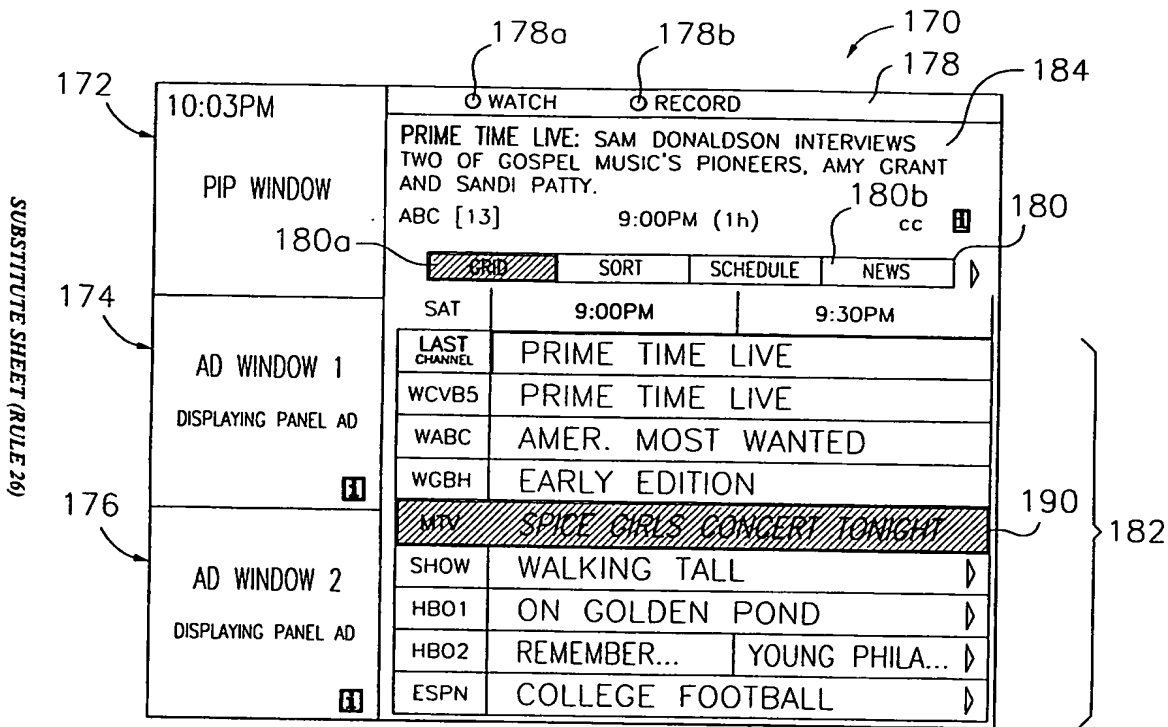 170
178a
178b
178
184
172
10:03PM
PIP WINDOW
WATCH
RECORD
PRIME TIME LIVE: SAM DONALDSON INTERVIEWS
TWO OF GOSPEL MUSIC'S PIONEERS, AMY GRANT
AND SANDI PATTY.
ABC [13]
9:00PM (1h)
CC
i
180b
180
180a
GRID
SORT
SCHEDULE
NEWS
174
AD WINDOW 1
DISPLAYING PANEL AD
i
176
AD WINDOW 2
DISPLAYING PANEL AD
i
SAT
9:00PM
9:30PM
LAST
CHANNEL
PRIME TIME LIVE
WCVB5
PRIME TIME LIVE
WABC
AMER. MOST WANTED
WGBH
EARLY EDITION
MTV
SPICE GIRLS CONCERT TONIGHT
190
182
SHOW
WALKING TALL
HBO1
ON GOLDEN POND
HBO2
REMEMBER...
YOUNG PHILA...
ESPN
COLLEGE FOOTBALL
SUBSTITUTE SHEET (RULE 26)